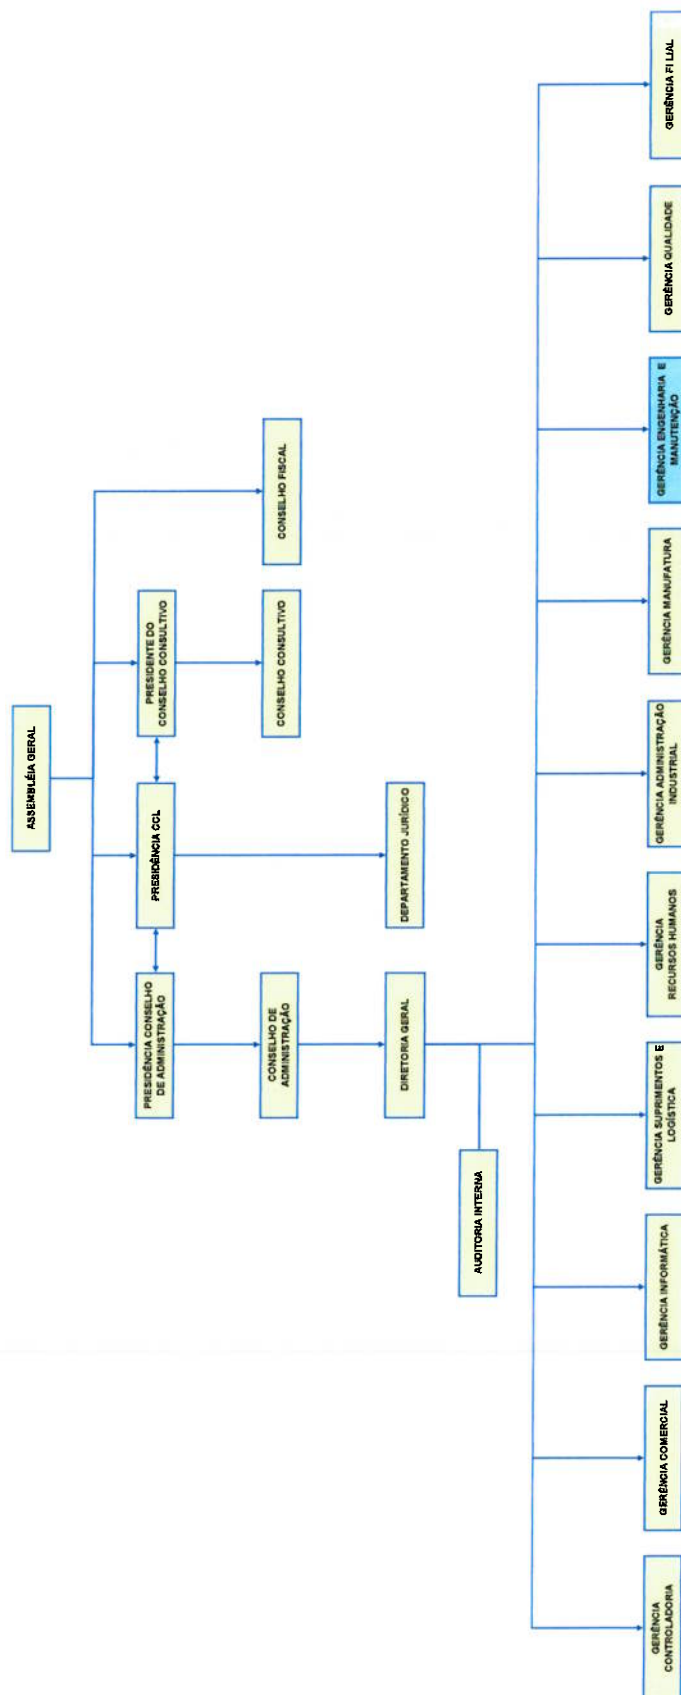 ASSEMBLÉIA GERAL
PRESIDÊNCIA CONSELHO
DE ADMINISTRAÇÃO
PRESIDÊNCIA CCL
PRESIDENTE DO
CONSELHO CONSULTIVO
CONSELHO DE
ADMINISTRAÇÃO
CONSELHO CONSULTIVO
CONSELHO FISCAL
DIRETORIA GERAL
DEPARTAMENTO JURÍDICO
AUDITORIA INTERNA
GERÊNCIA
CONTROLADORIA
GERÊNCIA COMERCIAL
GERÊNCIA INFORMÁTICA
GERÊNCIA SUPRIMENTOS E
LOGÍSTICA
GERÊNCIA
RECURSOS HUMANOS
GERÊNCIA ADMINISTRAÇÃO
INDUSTRIAL
GERÊNCIA MANUFATURA
GERÊNCIA ENGENHARIA E
MANUTENÇÃO
GERÊNCIA QUALIDADE
GERÊNCIA FILIAL